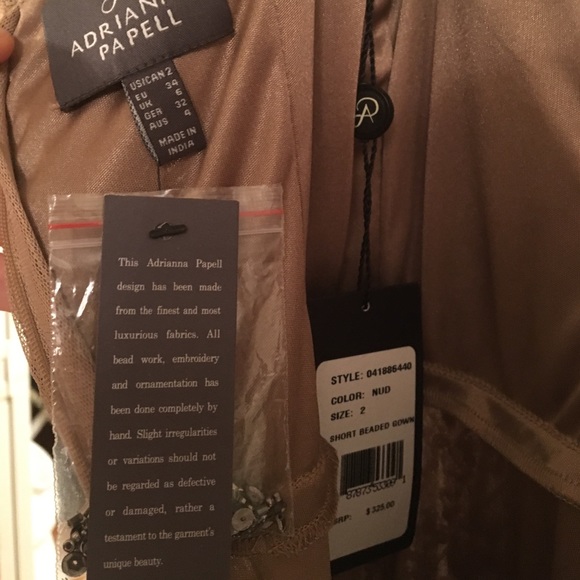 ADRIANNA
PAPELL
US|CAN 2
EU 34
UK 6
GER 32
AUS 4
MADE IN
INDIA
This Adrianna Papell
design has been made
from the finest and most
luxurious fabrics. All
bead work, embroidery
and ornamentation has
been done completely by
hand. Slight irregularities
or variations should not
be regarded as defective
or damaged, rather a
testament to the garment's
unique beauty.
STYLE: 041886440
COLOR: NUD
SIZE: 2
SHORT BEADED GOWN
$ 325.00